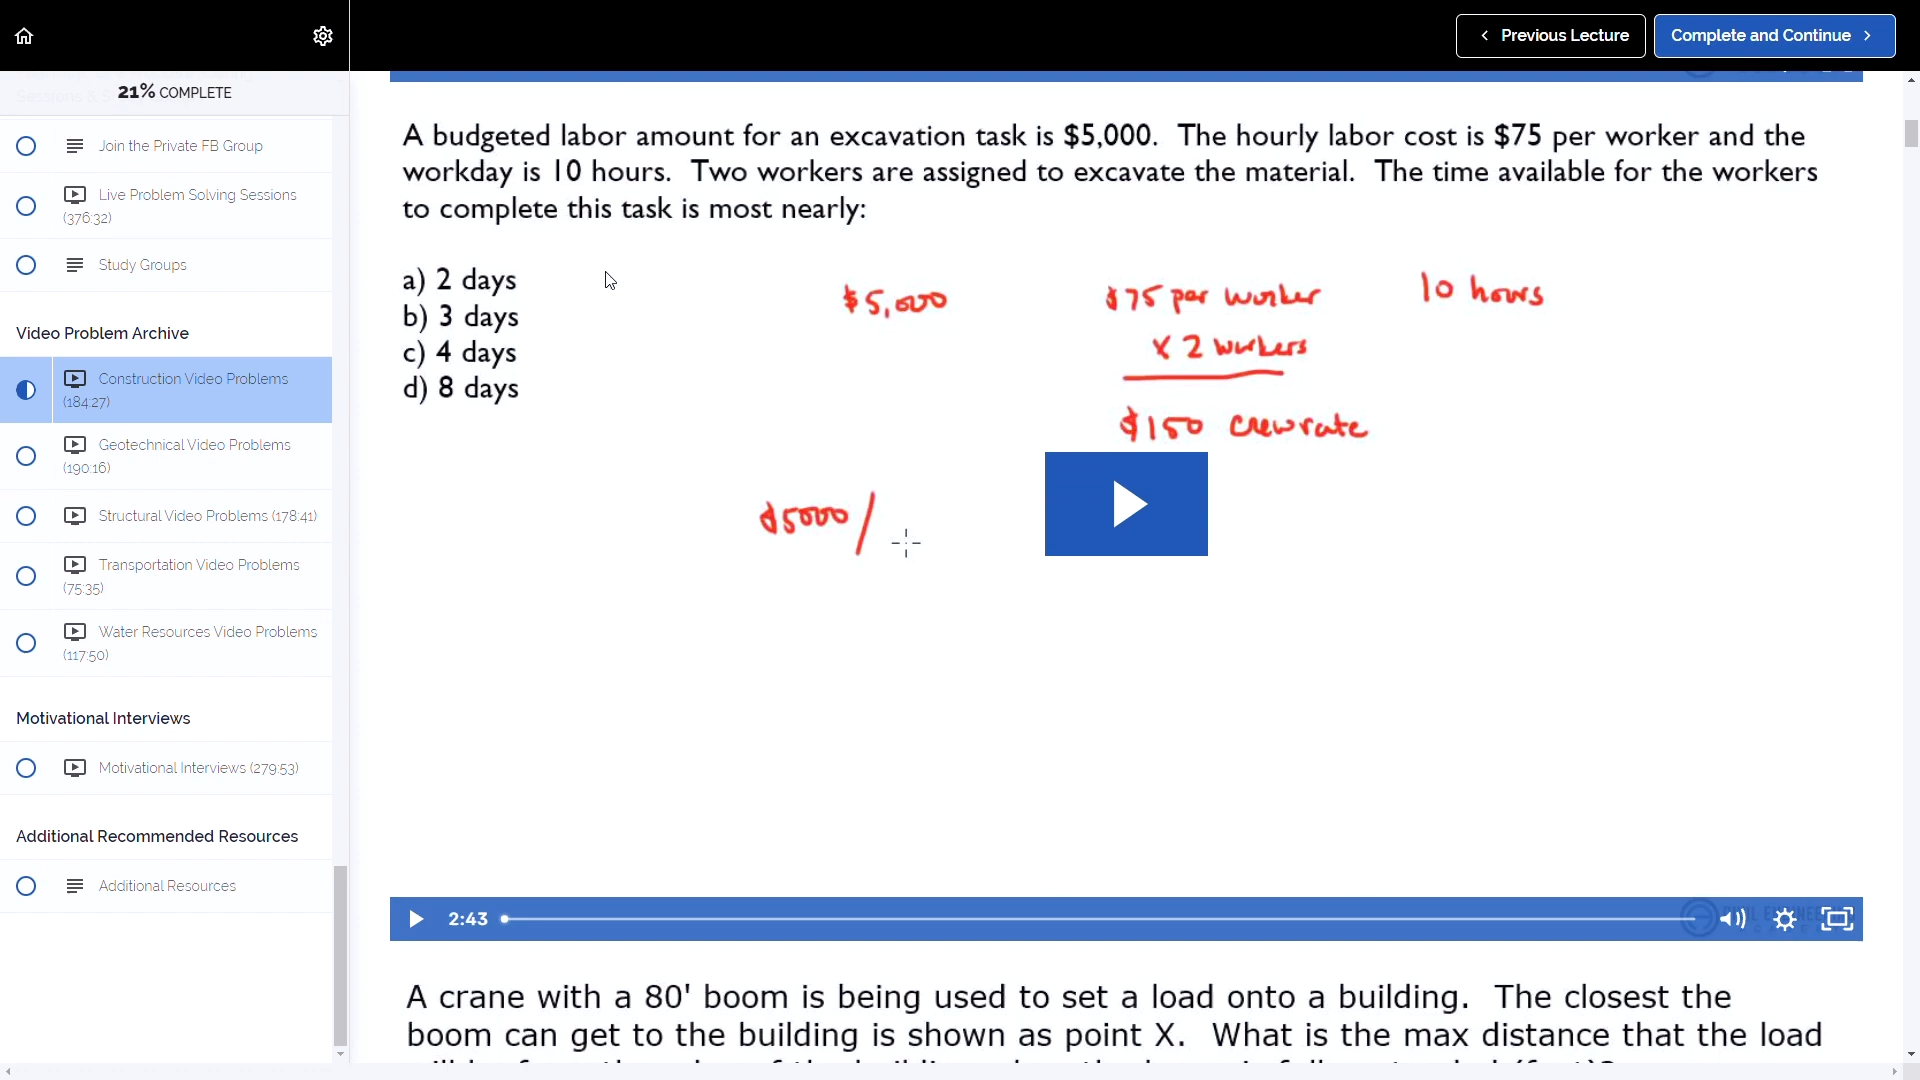 Previous Lecture
Complete and Continue
21% COMPLETE
Join the Private FB Group
Live Problem Solving Sessions
(376:32)
Study Groups
Video Problem Archive
Construction Video Problems
(184:27)
Geotechnical Video Problems
(190:16)
Structural Video Problems (178:41)
Transportation Video Problems
(75:35)
Water Resources Video Problems
(117:50)
Motivational Interviews
Motivational Interviews (279:53)
Additional Recommended Resources
Additional Resources
A budgeted labor amount for an excavation task is $5,000. The hourly labor cost is $75 per worker and the
workday is 10 hours. Two workers are assigned to excavate the material. The time available for the workers
to complete this task is most nearly:
a) 2 days
b) 3 days
c) 4 days
d) 8 days
$5,000
$75 per worker
x 2 workers
$150 crew rate
10 hours
$5000 /
2:43
A crane with a 80' boom is being used to set a load onto a building. The closest the
boom can get to the building is shown as point X. What is the max distance that the load